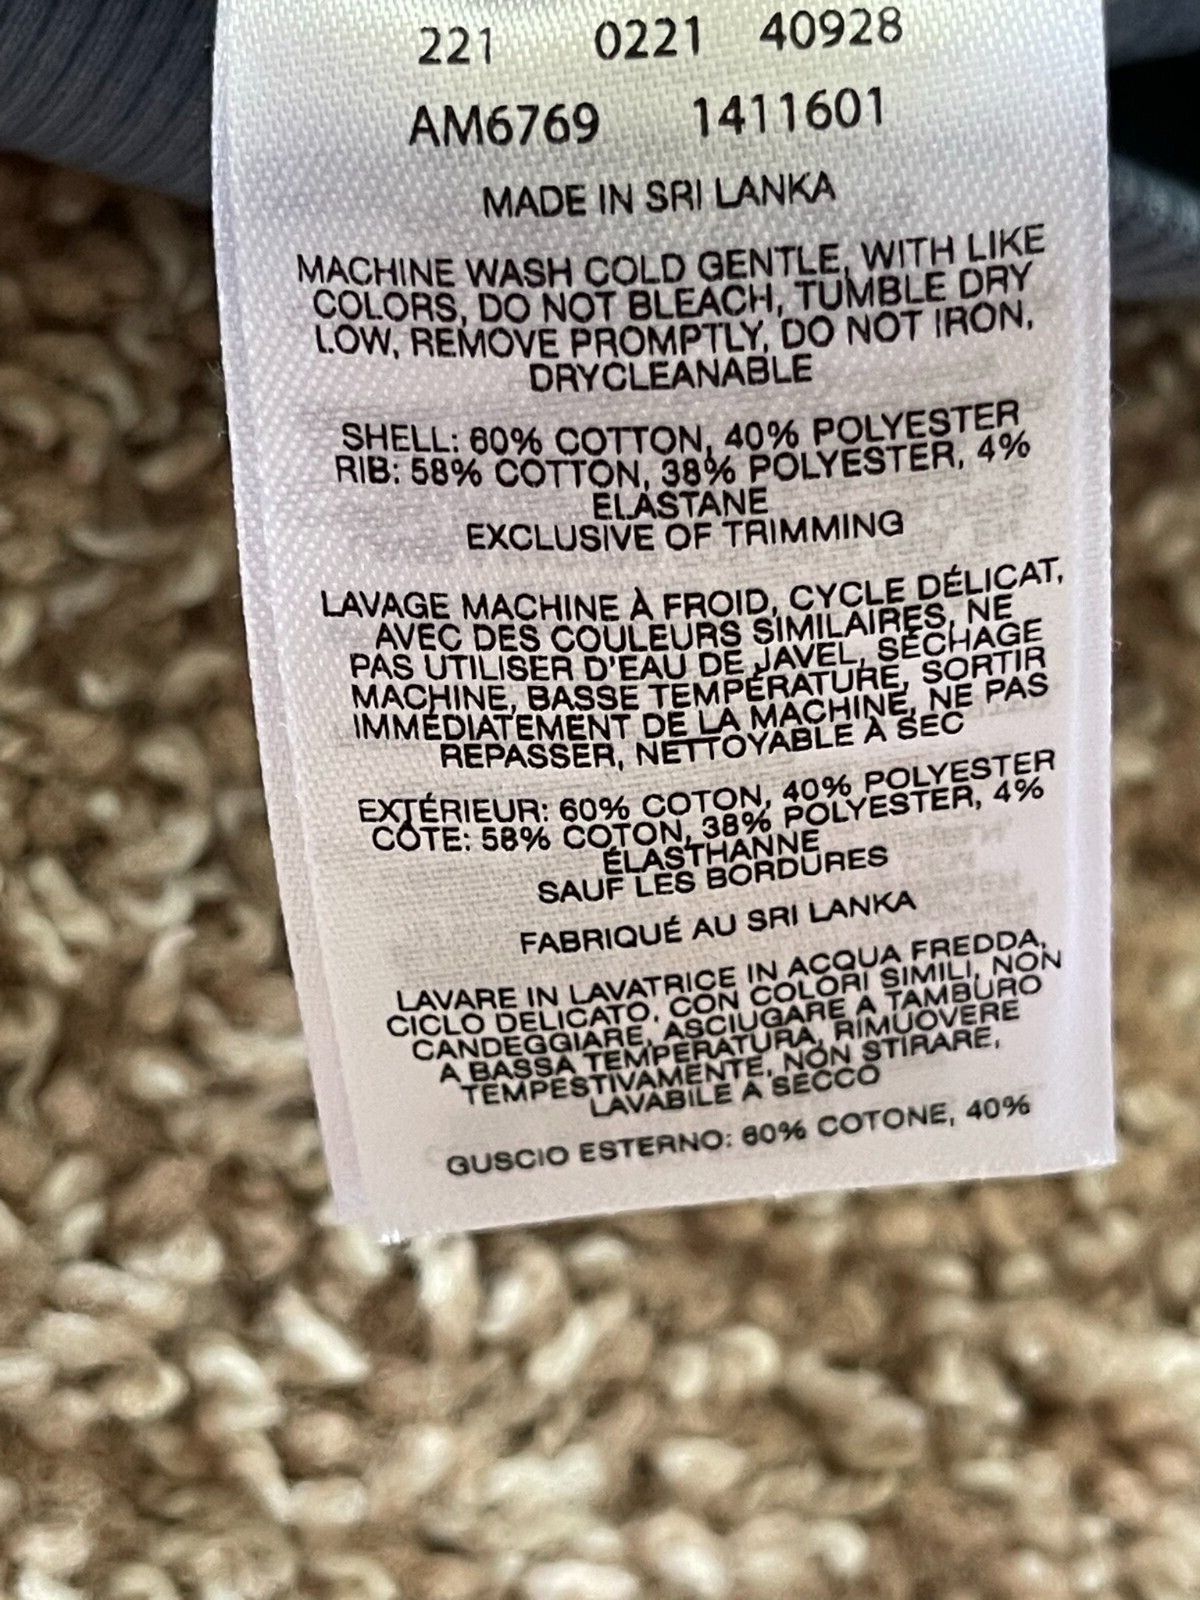 221 0221 40928
AM6769 1411601
MADE IN SRI LANKA
MACHINE WASH COLD GENTLE, WITH LIKE
COLORS, DO NOT BLEACH, TUMBLE DRY
LOW, REMOVE PROMPTLY, DO NOT IRON,
DRYCLEANABLE
SHELL: 60% COTTON, 40% POLYESTER
RIB: 58% COTTON, 38% POLYESTER, 4%
ELASTANE
EXCLUSIVE OF TRIMMING
LAVAGE MACHINE À FROID, CYCLE DÉLICAT,
AVEC DES COULEURS SIMILAIRES, NE
PAS UTILISER D'EAU DE JAVEL, SÉCHAGE
MACHINE, BASSE TEMPÉRATURE, SORTIR
IMMÉDIATEMENT DE LA MACHINE, NE PAS
REPASSER, NETTOYABLE À SEC
EXTÉRIEUR: 60% COTON, 40% POLYESTER
CÔTE: 58% COTON, 38% POLYESTER, 4%
ÉLASTHANNE
SAUF LES BORDURES
FABRIQUÉ AU SRI LANKA
LAVARE IN LAVATRICE IN ACQUA FREDDA,
CICLO DELICATO, CON COLORI SIMILI, NON
CANDEGGIARE, ASCIUGARE A TAMBURO
A BASSA TEMPERATURA, RIMUOVERE
TEMPESTIVAMENTE, NON STIRARE,
LAVABILE A SECCO
GUSCIO ESTERNO: 60% COTONE, 40%